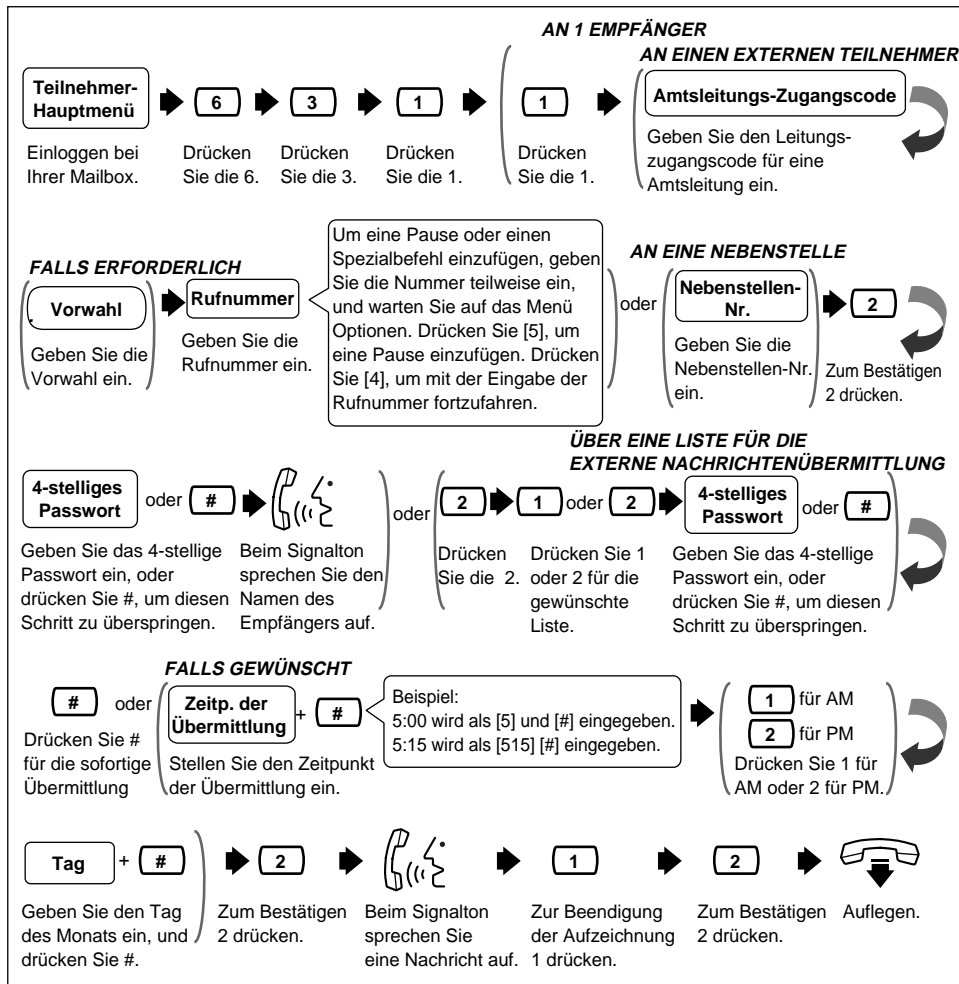 AN 1 EMPFÄNGER
AN EINEN EXTERNEN TEILNEHMER
Teilnehmer-
Hauptmenü
6
3
1
1
Amtsleitungs-Zugangscode
Einloggen bei
Ihrer Mailbox.
Drücken
Sie die 6.
Drücken
Sie die 3.
Drücken
Sie die 1.
Drücken
Sie die 1.
Geben Sie den Leitungs-
zugangscode für eine
Amtsleitung ein.
FALLS ERFORDERLICH
Vorwahl
Geben Sie die
Vorwahl ein.
Rufnummer
Geben Sie die
Rufnummer ein.
Um eine Pause oder einen
Spezialbefehl einzufügen, geben
Sie die Nummer teilweise ein,
und warten Sie auf das Menü
Optionen. Drücken Sie [5], um
eine Pause einzufügen. Drücken
Sie [4], um mit der Eingabe der
Rufnummer fortzufahren.
oder
AN EINE NEBENSTELLE
Nebenstellen-
Nr.
Geben Sie die
Nebenstellen-Nr.
ein.
2
Zum Bestätigen
2 drücken.
ÜBER EINE LISTE FÜR DIE
EXTERNE NACHRICHTENÜBERMITTLUNG
4-stelliges
Passwort
oder #
Geben Sie das 4-stellige
Passwort ein, oder
drücken Sie #, um diesen
Schritt zu überspringen.
Beim Signalton
sprechen Sie den
Namen des
Empfängers auf.
oder
2
Drücken
Sie die 2.
1 oder 2
Drücken Sie 1
oder 2 für die
gewünschte
Liste.
4-stelliges
Passwort
oder #
Geben Sie das 4-stellige
Passwort ein, oder
drücken Sie #, um diesen
Schritt zu überspringen.
FALLS GEWÜNSCHT
# oder
Drücken Sie #
für die sofortige
Übermittlung
Zeitp. der
Übermittlung
+ #
Stellen Sie den Zeitpunkt
der Übermittlung ein.
Beispiel:
5:00 wird als [5] und [#] eingegeben.
5:15 wird als [515] [#] eingegeben.
1 für AM
2 für PM
Drücken Sie 1 für
AM oder 2 für PM.
Tag + #
Geben Sie den Tag
des Monats ein, und
drücken Sie #.
2
Zum Bestätigen
2 drücken.
Beim Signalton
sprechen Sie
eine Nachricht auf.
1
Zur Beendigung
der Aufzeichnung
1 drücken.
2
Zum Bestätigen
2 drücken.
Auflegen.